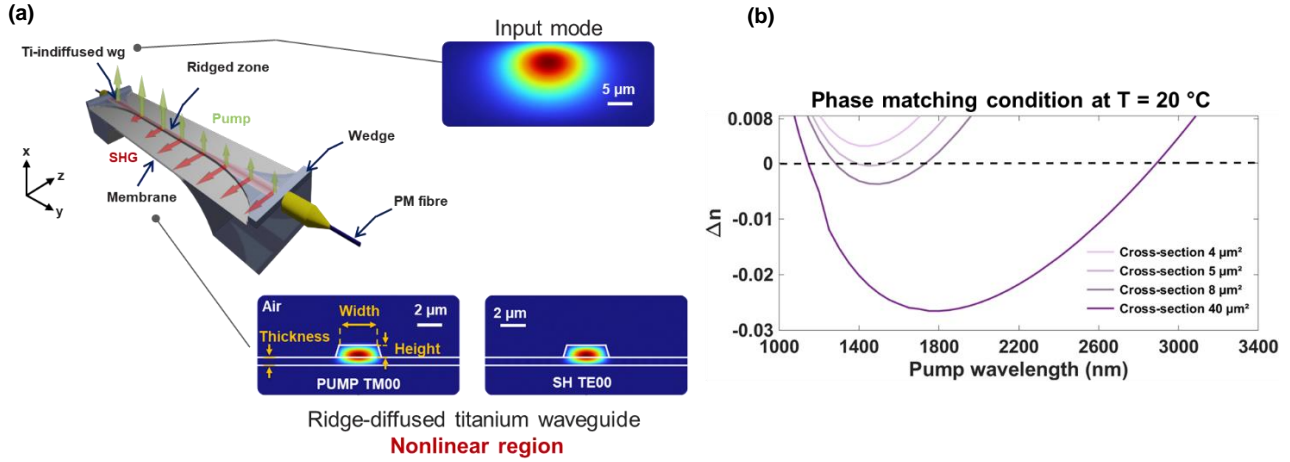 (a)
Ti-indiffused wg
Ridged zone
Pump
Wedge
SHG
Membrane
PM fibre
x
z
y
Input mode
5 µm
Air
Width
2 µm
Thickness
Height
PUMP TM00
2 µm
SH TE00
Ridge-diffused titanium waveguide
Nonlinear region
(b)
Phase matching condition at T = 20 °C
0.008
0
-0.01
-0.02
-0.03
Δn
Cross-section 4 µm²
Cross-section 5 µm²
Cross-section 8 µm²
Cross-section 40 µm²
1000 1400 1800 2200 2600 3000 3400
Pump wavelength (nm)